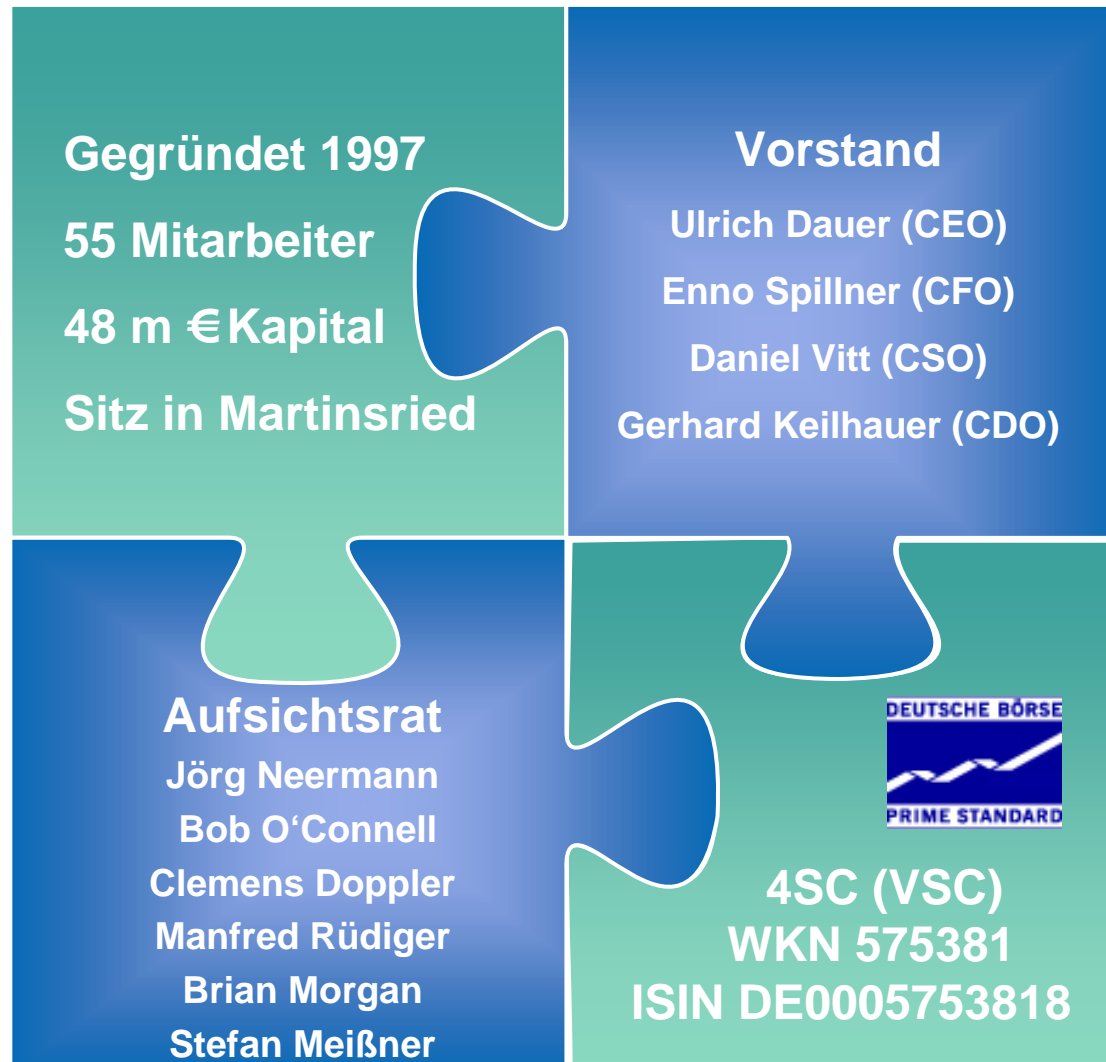 Gegründet 1997
55 Mitarbeiter
48 m € Kapital
Sitz in Martinsried
Vorstand
Ulrich Dauer (CEO)
Enno Spillner (CFO)
Daniel Vitt (CSO)
Gerhard Keilhauer (CDO)
Aufsichtsrat
Jörg Neermann
Bob O‘Connell
Clemens Doppler
Manfred Rüdiger
Brian Morgan
Stefan Meißner
DEUTSCHE BÖRSE
PRIME STANDARD
4SC (VSC)
WKN 575381
ISIN DE0005753818